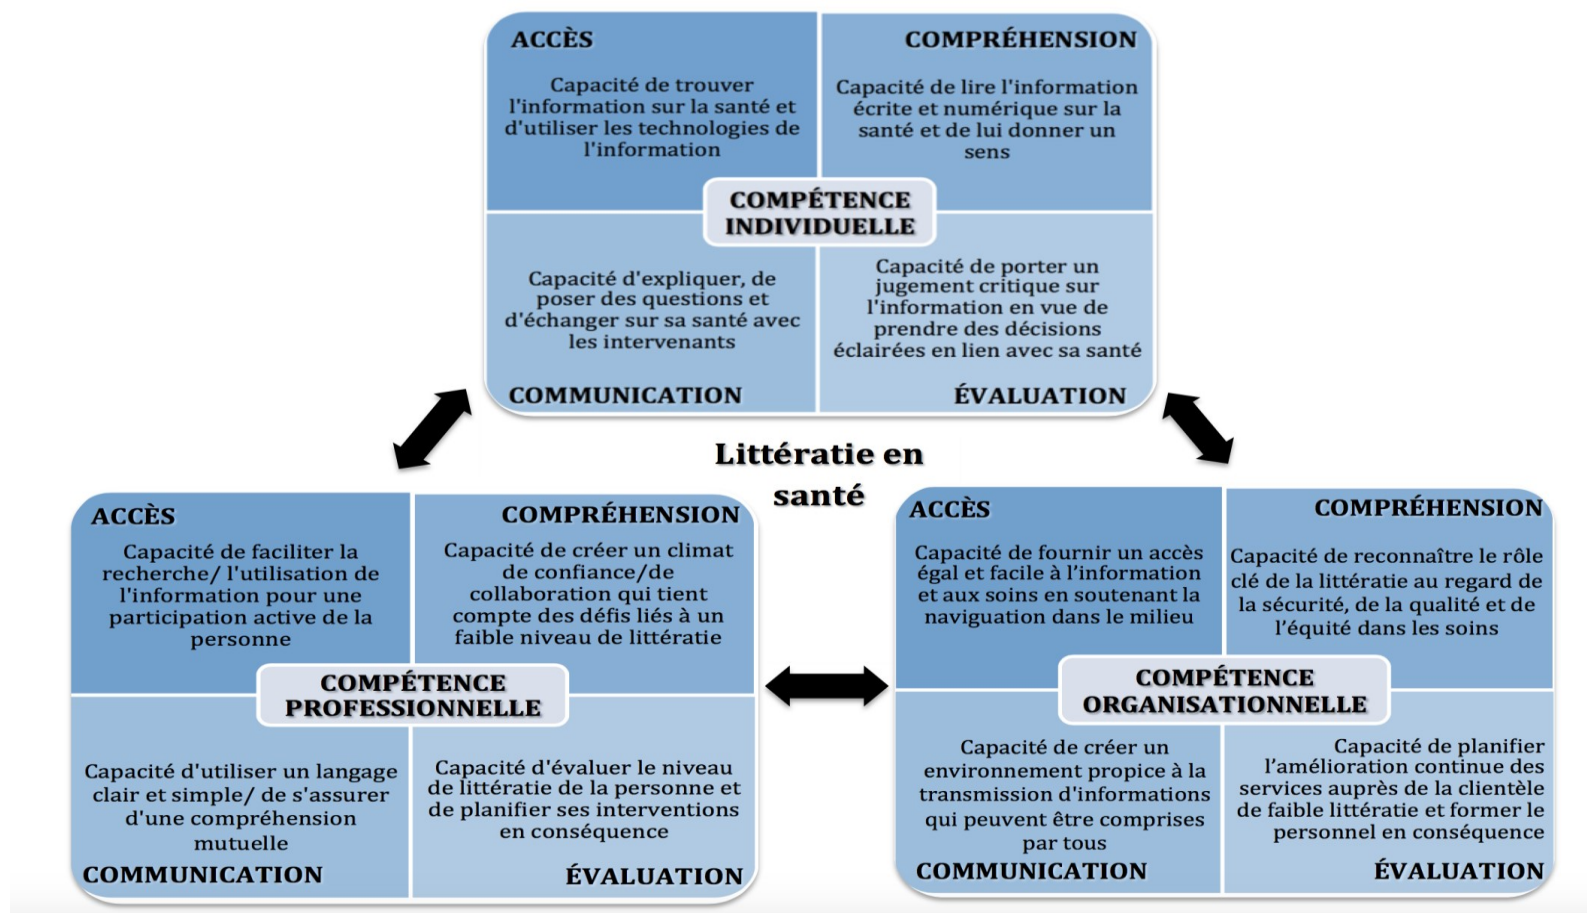 ACCÈS
Capacité de trouver
l'information sur la santé et
d'utiliser les technologies de
l'information
COMPRÉHENSION
Capacité de lire l'information
écrite et numérique sur la
santé et de lui donner un
sens
COMPÉTENCE
INDIVIDUELLE
Capacité d'expliquer, de
poser des questions et
d'échanger sur sa santé avec
les intervenants
COMMUNICATION
Capacité de porter un
jugement critique sur
l'information en vue de
prendre des décisions
éclairées en lien avec sa santé
ÉVALUATION
Littératie en
santé
ACCÈS
Capacité de faciliter la
recherche/ l'utilisation de
l'information pour une
participation active de la
personne
COMPRÉHENSION
Capacité de créer un climat
de confiance/de
collaboration qui tient
compte des défis liés à un
faible niveau de littératie
COMPÉTENCE
PROFESSIONNELLE
Capacité d'utiliser un langage
clair et simple/ de s'assurer
d'une compréhension
mutuelle
COMMUNICATION
Capacité d'évaluer le niveau
de littératie de la personne et
de planifier ses interventions
en conséquence
ÉVALUATION
ACCÈS
Capacité de fournir un accès
égal et facile à l’information
et aux soins en soutenant la
naviguation dans le milieu
COMPRÉHENSION
Capacité de reconnaître le rôle
clé de la littératie au regard de
la sécurité, de la qualité et de
l’équité dans les soins
COMPÉTENCE
ORGANISATIONNELLE
Capacité de créer un
environnement propice à la
transmission d'informations
qui peuvent être comprises
par tous
COMMUNICATION
Capacité de planifier
l’amélioration continue des
services auprès de la clientèle
de faible littératie et former le
personnel en conséquence
ÉVALUATION